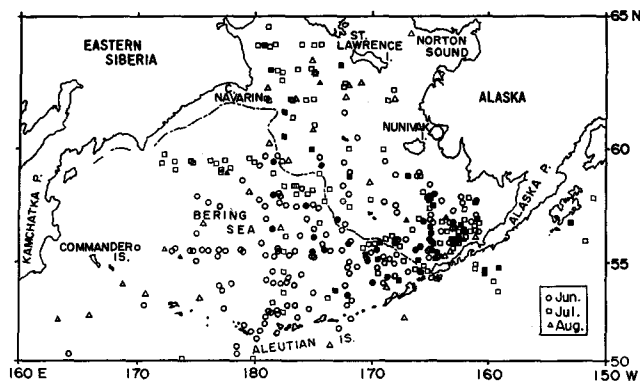 65 N
EASTERN
SIBERIA
ST.
LAWRENCE
I.
NORTON
SOUND
C.
NAVARIN
ALASKA
NUNIVAK
I.
60
KAMCHATKA P.
BERING
SEA
ALASKA P.
COMMANDER
IS.
55
○ Jun.
□ Jul.
△ Aug.
ALEUTIAN IS.
50
160 E 170 180 170 160 150 W